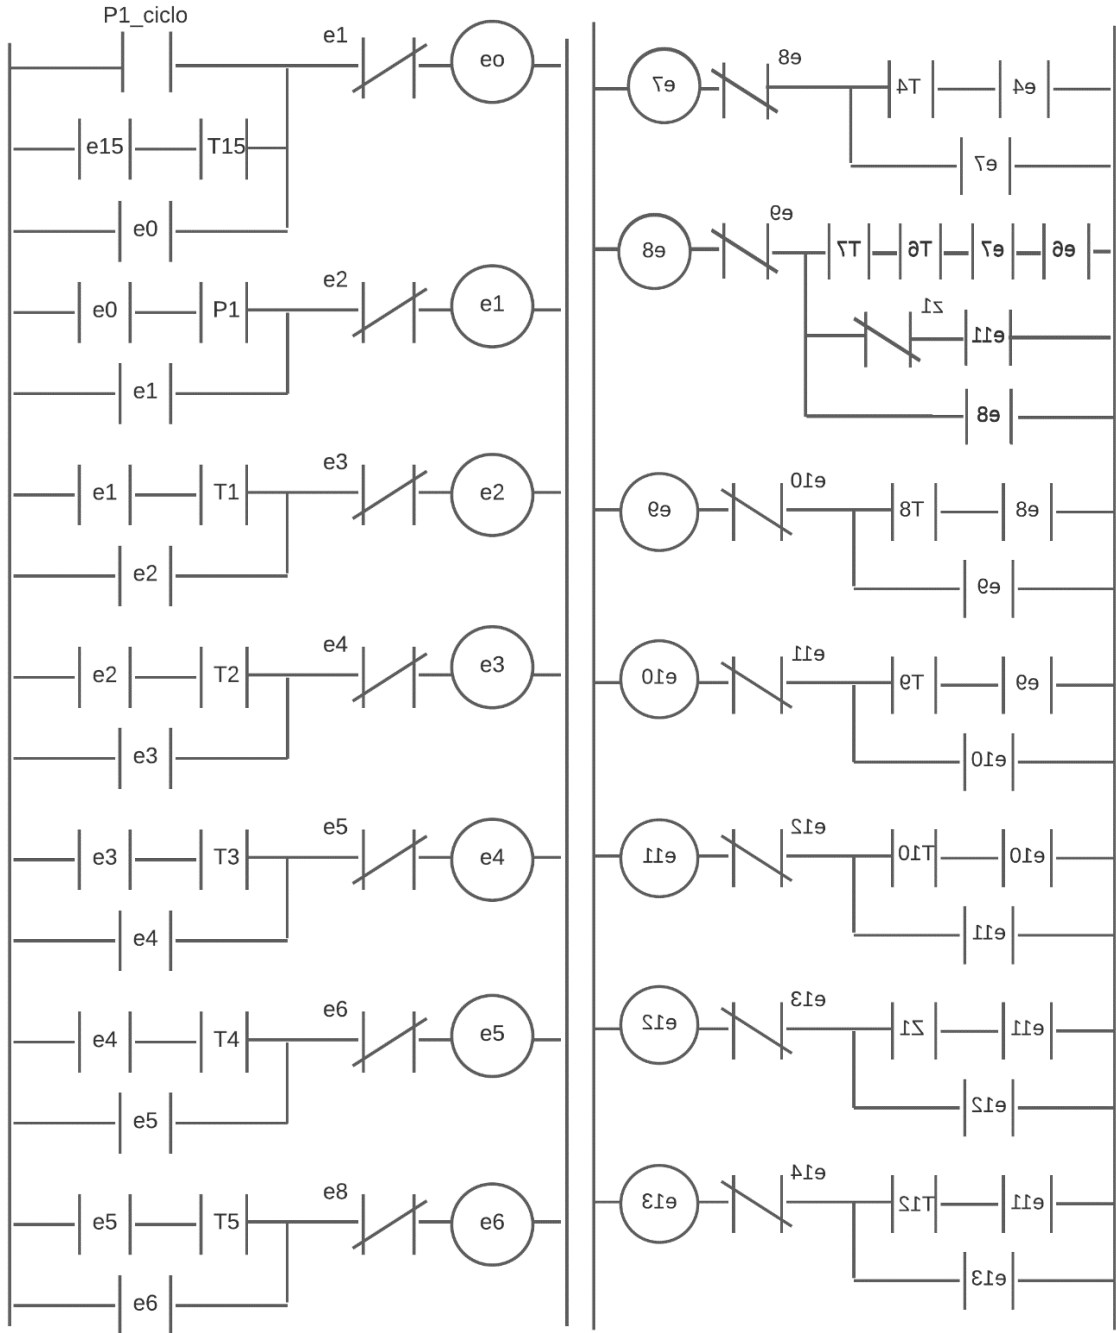 P1_ciclo
e1
eo
e15 T15
e0
e2
e0 P1 e1
e1
e3
e1 T1 e2
e2
e4
e2 T2 e3
e3
e5
e3 T3 e4
e4
e6
e4 T4 e5
e5
e8
e5 T5 e6
e6
e8
e7 T4 e4
e7
e9
e8 T7 T6 e7 e6
z1
e11
e8
e10
e9 T8 e8
e9
e11
e10 T9 e9
e10
e12
e11 T10 e10
e11
e13
e12 Z1 e11
e12
e14
e13 T12 e11
e13